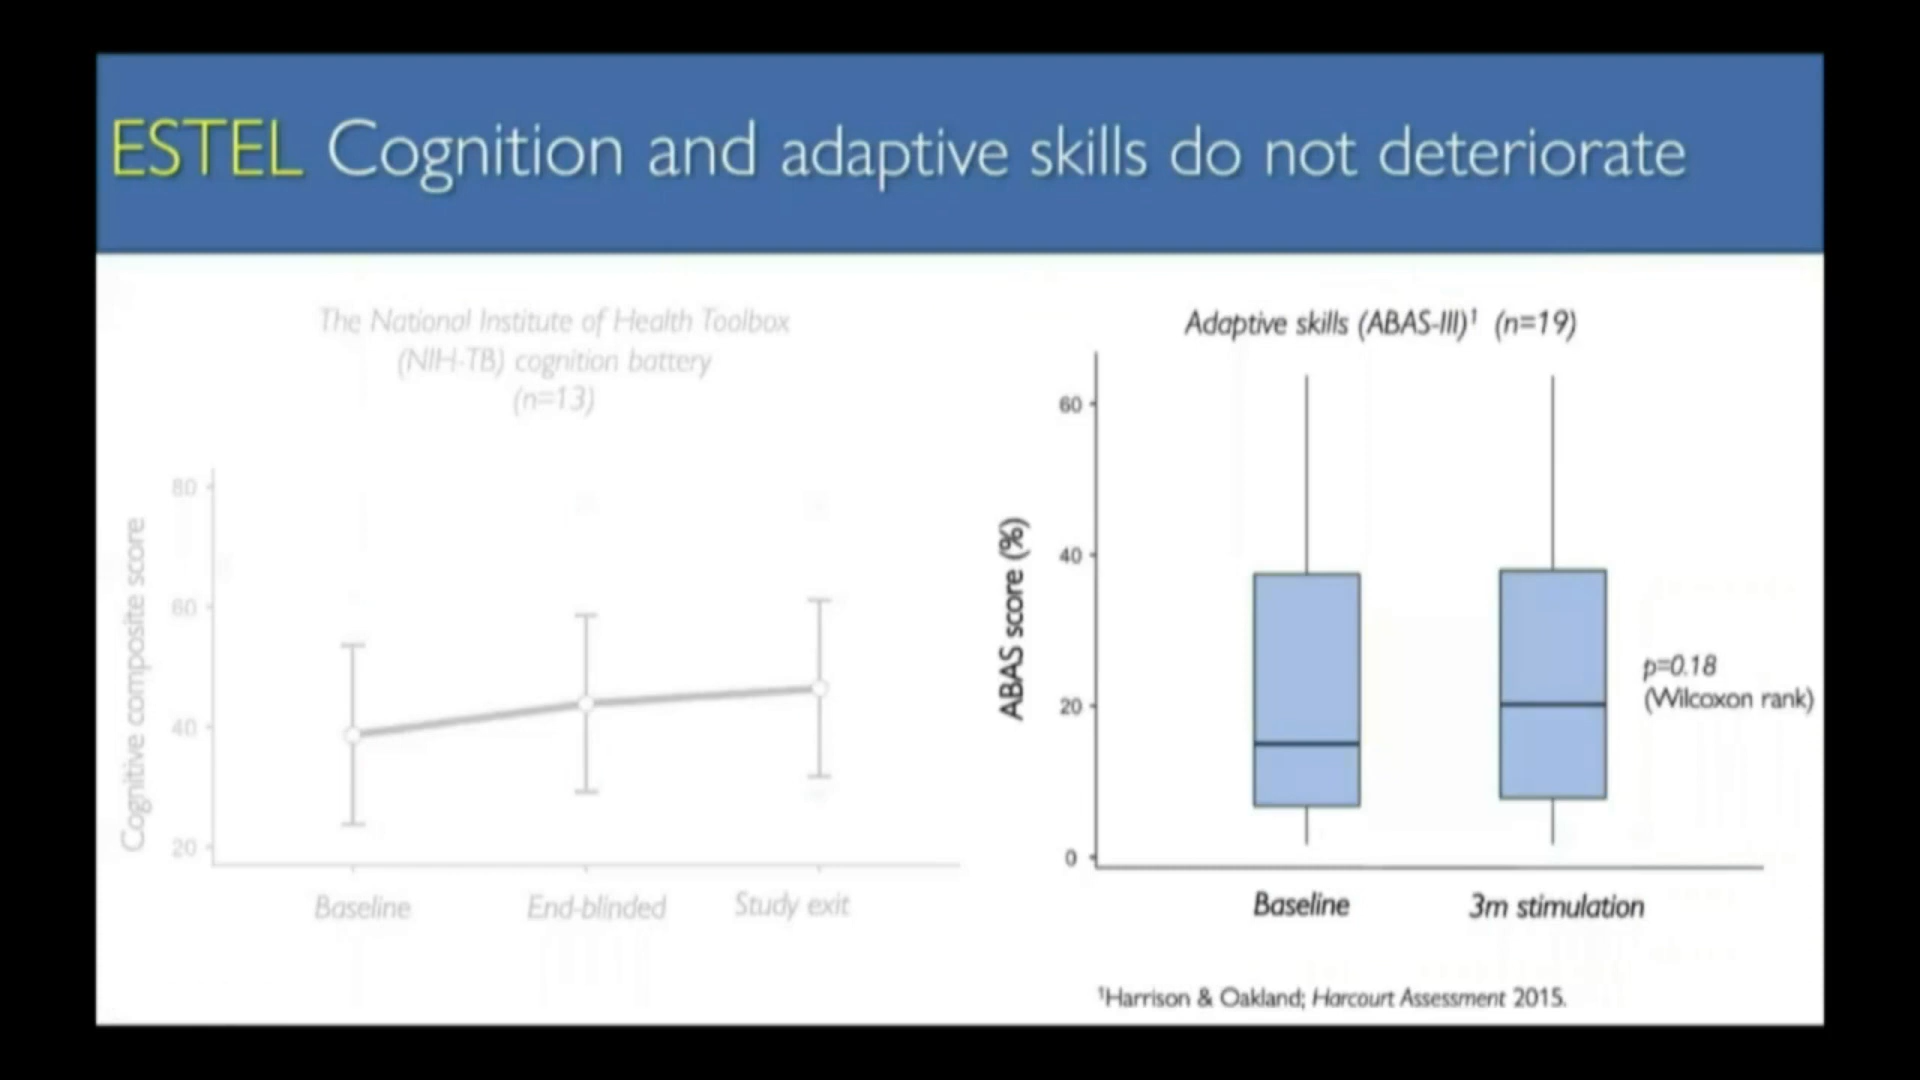 ESTEL Cognition and adaptive skills do not deteriorate
The National Institute of Health Toolbox
(NIH-TB) cognition battery
(n=13)
Cognitive composite score
80
60
40
20
Baseline
End-blinded
Study exit
Adaptive skills (ABAS-III)¹ (n=19)
ABAS score (%)
60
40
20
0
p=0.18
(Wilcoxon rank)
Baseline
3m stimulation
¹Harrison & Oakland; Harcourt Assessment 2015.